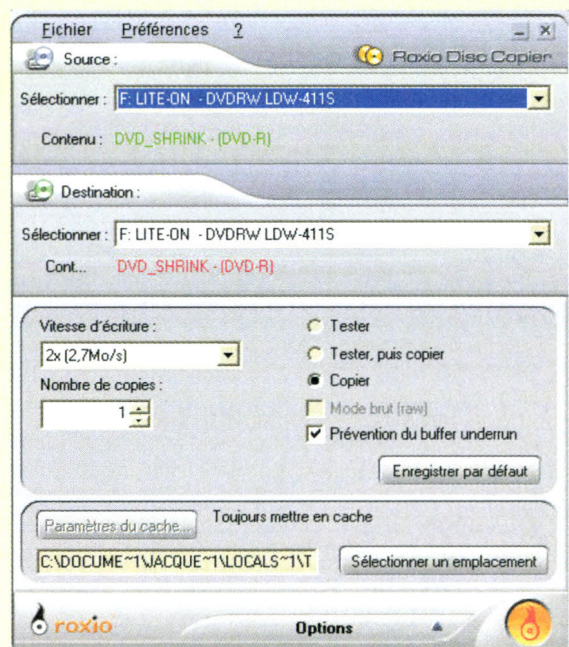 Fichier Préférences ?
Source :
Roxio Disc Copier
Sélectionner : F: LITE-ON - DVDRW LDW-411S
Contenu : DVD_SHRINK - (DVD-R)
Destination :
Sélectionner : F: LITE-ON - DVDRW LDW-411S
Cont... DVD_SHRINK - (DVD-R)
Vitesse d'écriture :
2x (2,7Mo/s)
Nombre de copies :
1
Tester
Tester, puis copier
Copier
Mode brut (raw)
Prévention du buffer underrun
Enregistrer par défaut
Paramètres du cache...
Toujours mettre en cache
C:\DOCUME~1\JACQUE~1\LOCALS~1\T
Sélectionner un emplacement
roxio
Options